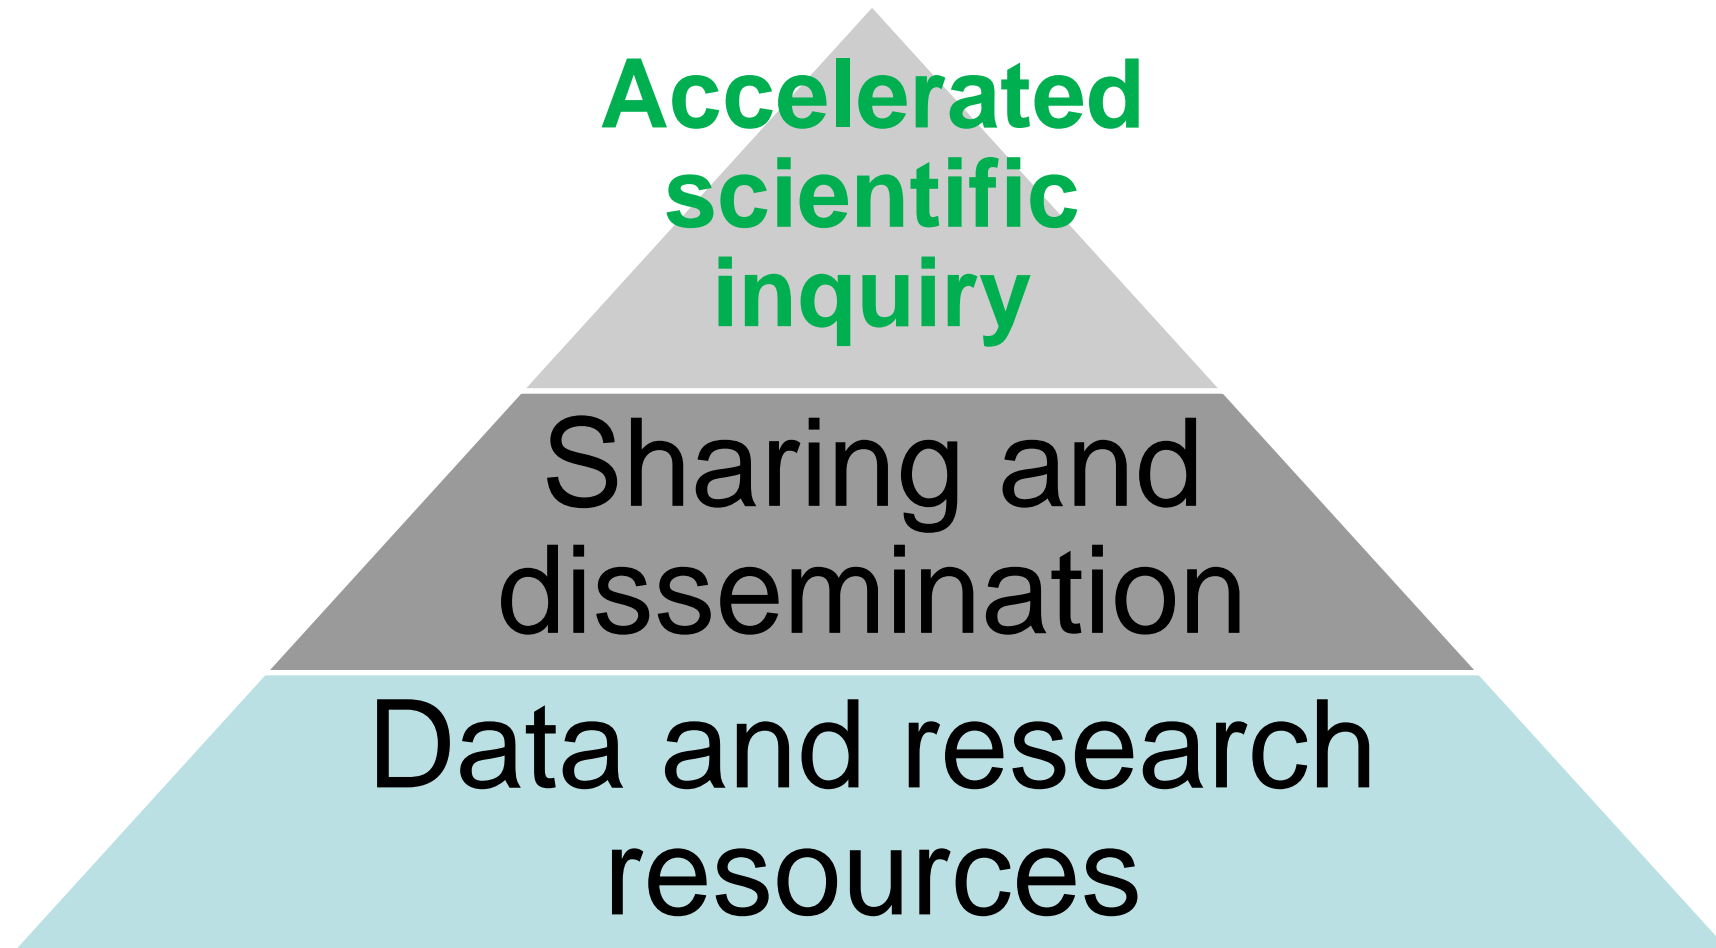 Accelerated
scientific
inquiry
Sharing and
dissemination
Data and research
resources